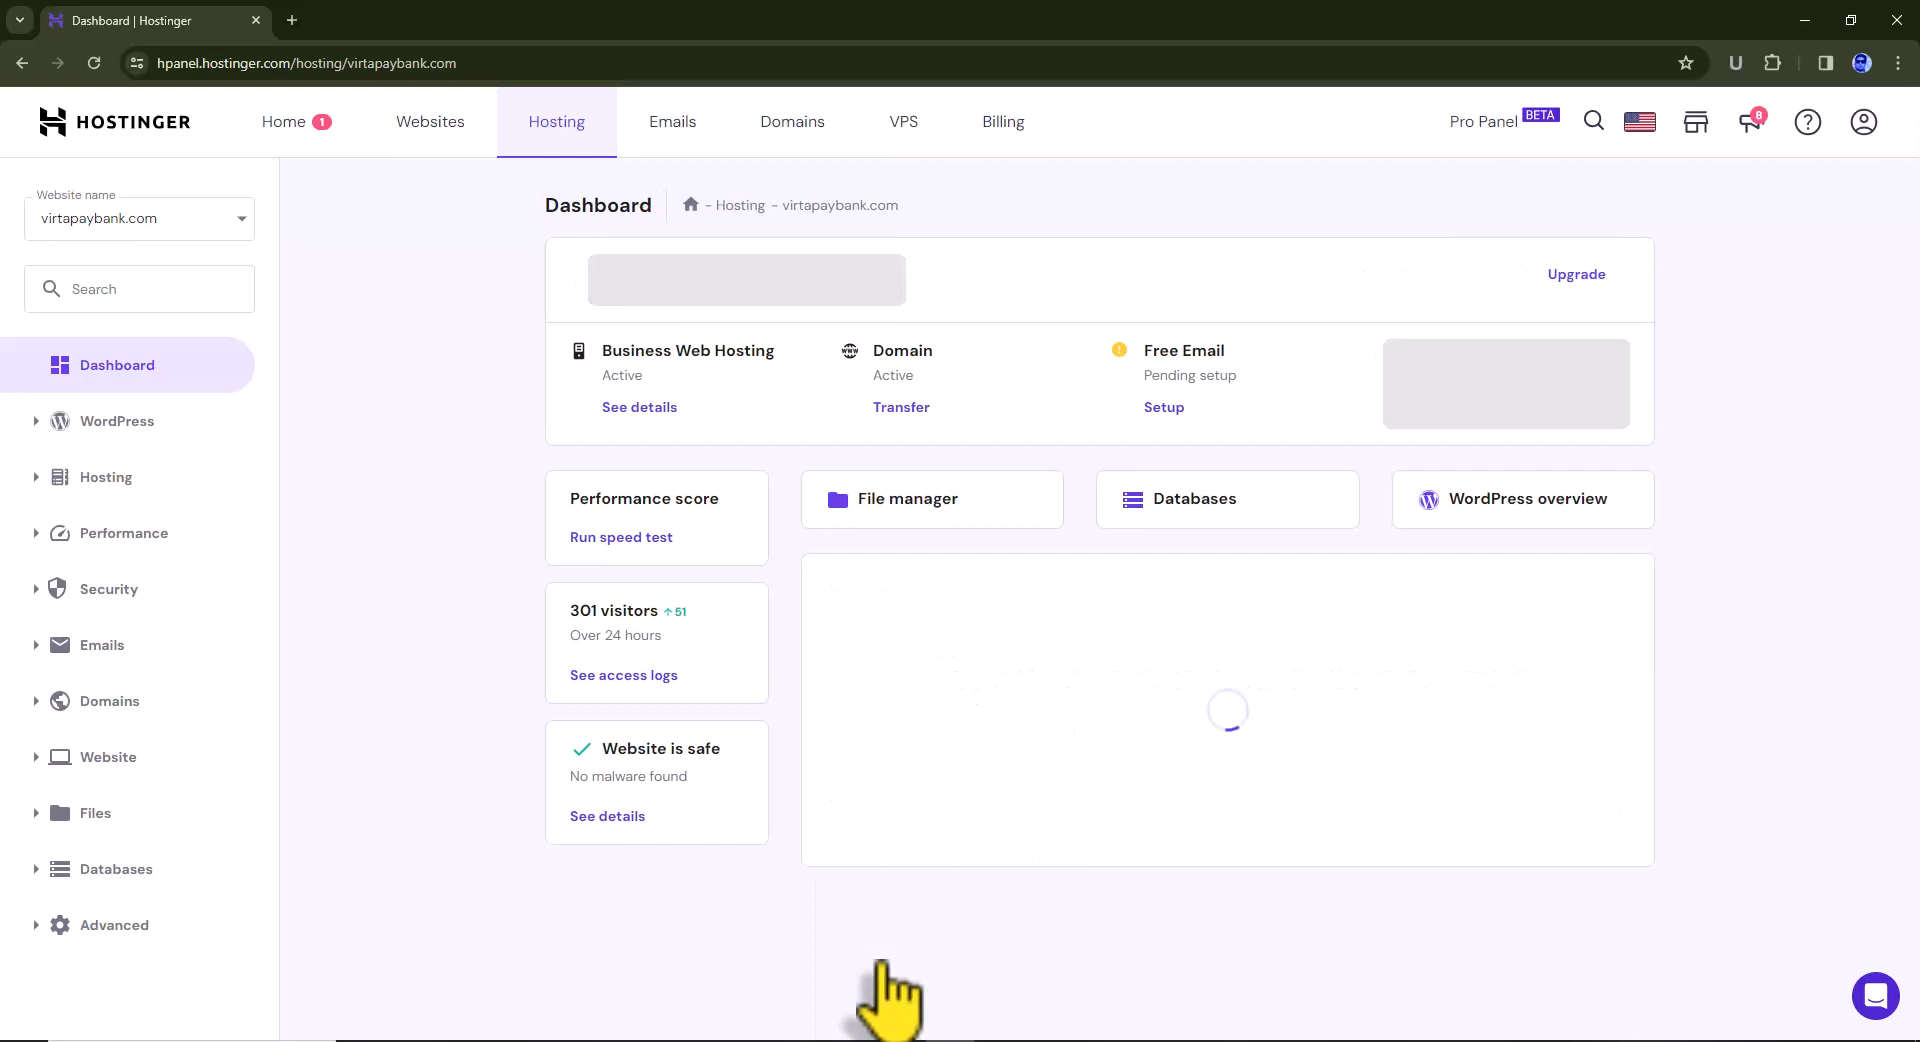 Dashboard | Hostinger
hpanel.hostinger.com/hosting/virtapaybank.com
U
HOSTINGER
Home 1
Websites
Hosting
Emails
Domains
VPS
Billing
Pro Panel BETA
8
Website name
virtapaybank.com
Search
Dashboard
WordPress
Hosting
Performance
Security
Emails
Domains
Website
Files
Databases
Advanced
Dashboard
- Hosting - virtapaybank.com
Upgrade
Business Web Hosting
Active
See details
www
Domain
Active
Transfer
Free Email
Pending setup
Setup
Performance score
Run speed test
File manager
Databases
WordPress overview
301 visitors ↑51
Over 24 hours
See access logs
Website is safe
No malware found
See details